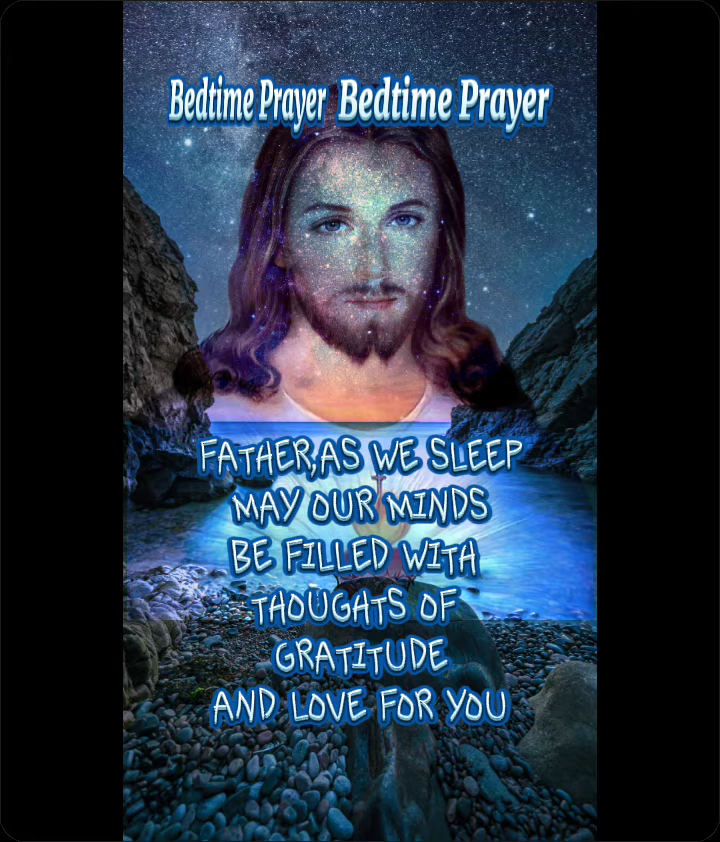 Bedtime Prayer Bedtime Prayer
FATHER,AS WE SLEEP
MAY OUR MINDS
BE FILLED WITH
THOUGATS OF
GRATITUDE
AND LOVE FOR YOU